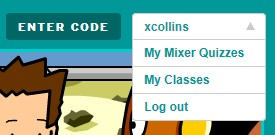 ENTER CODE
xcollins
My Mixer Quizzes
My Classes
Log out